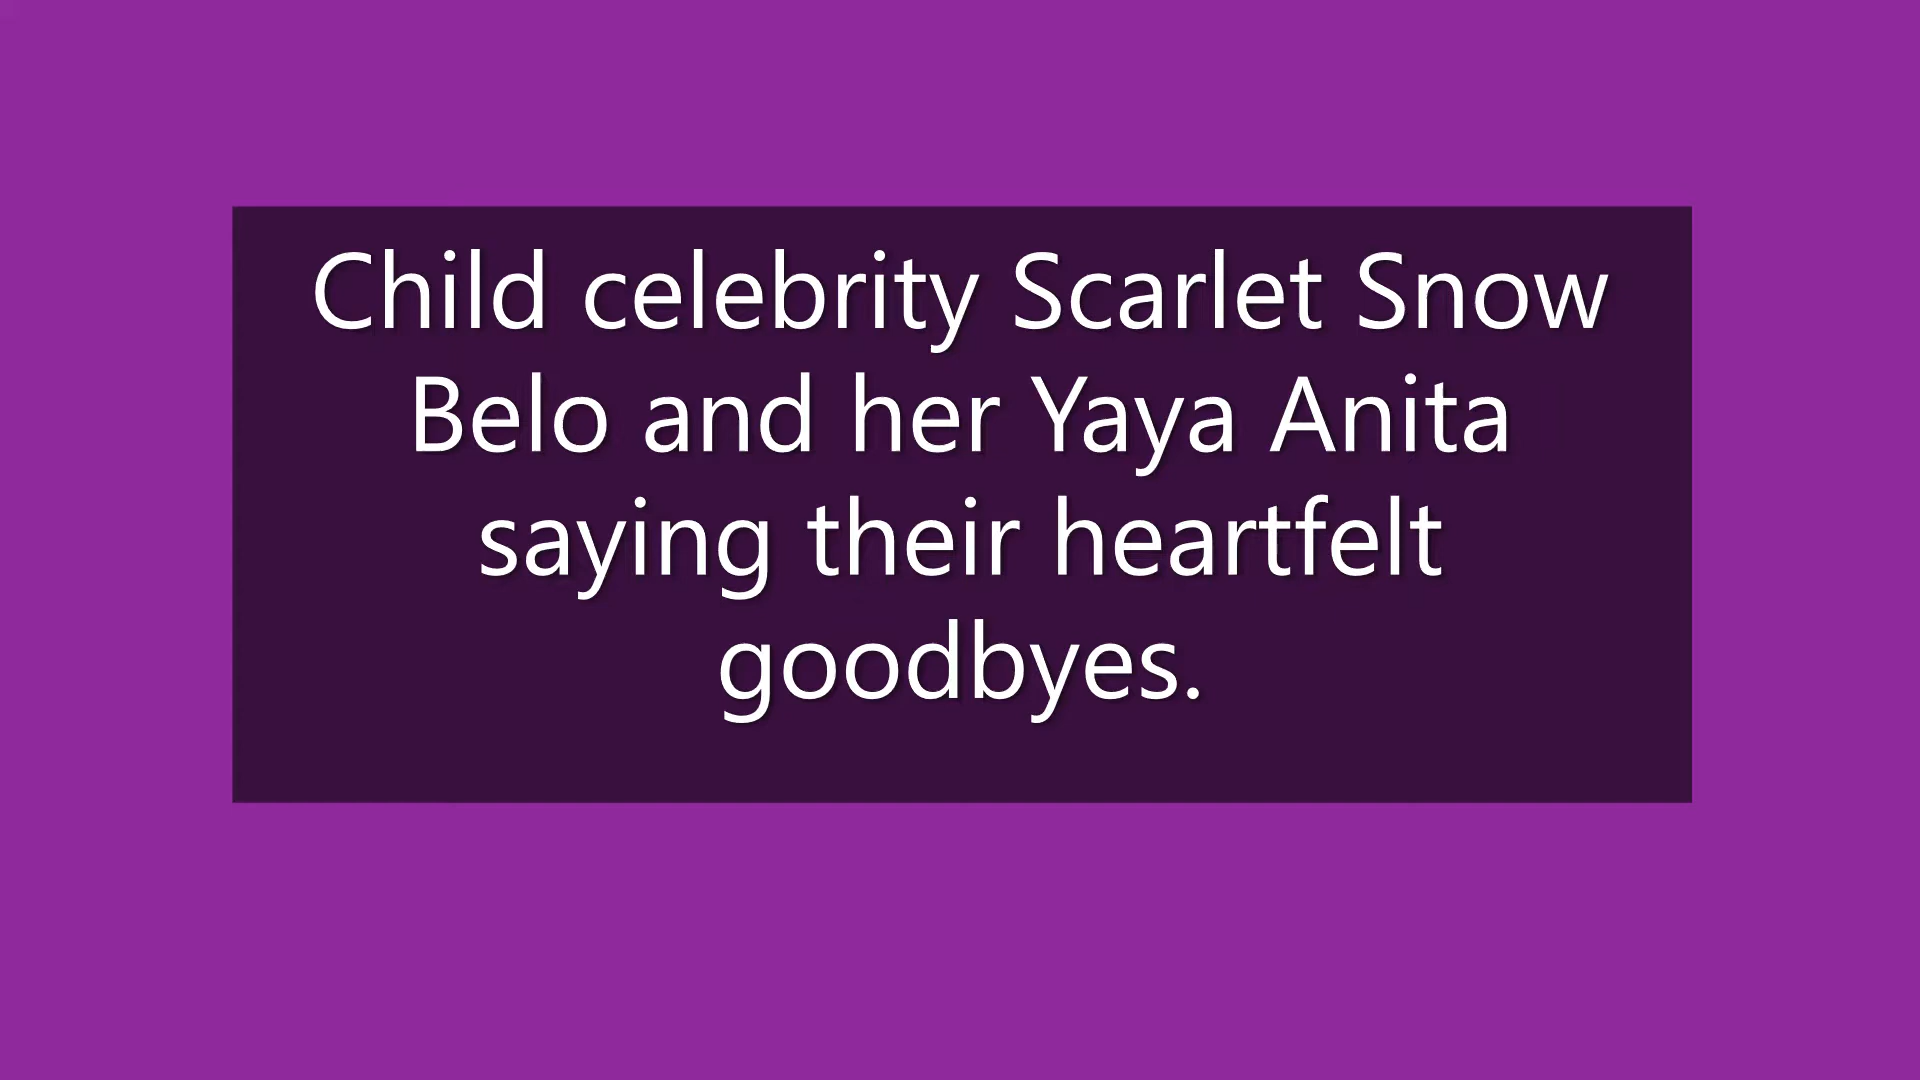 Child celebrity Scarlet Snow
Belo and her Yaya Anita
saying their heartfelt
goodbyes.